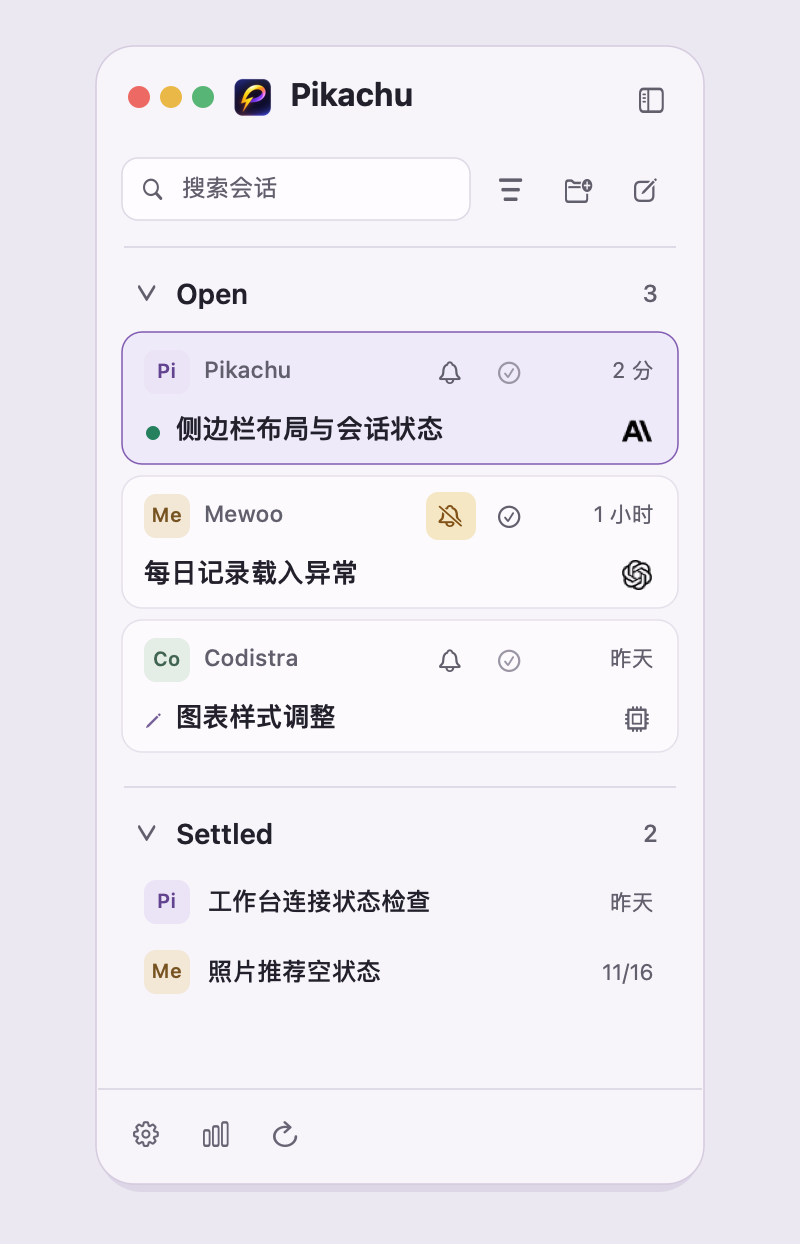 Pikachu
搜索会话
Open 3
Pi Pikachu 2 分
侧边栏布局与会话状态
Me Mewoo 1 小时
每日记录载入异常
Co Codistra 昨天
图表样式调整
Settled 2
Pi 工作台连接状态检查 昨天
Me 照片推荐空状态 11/16